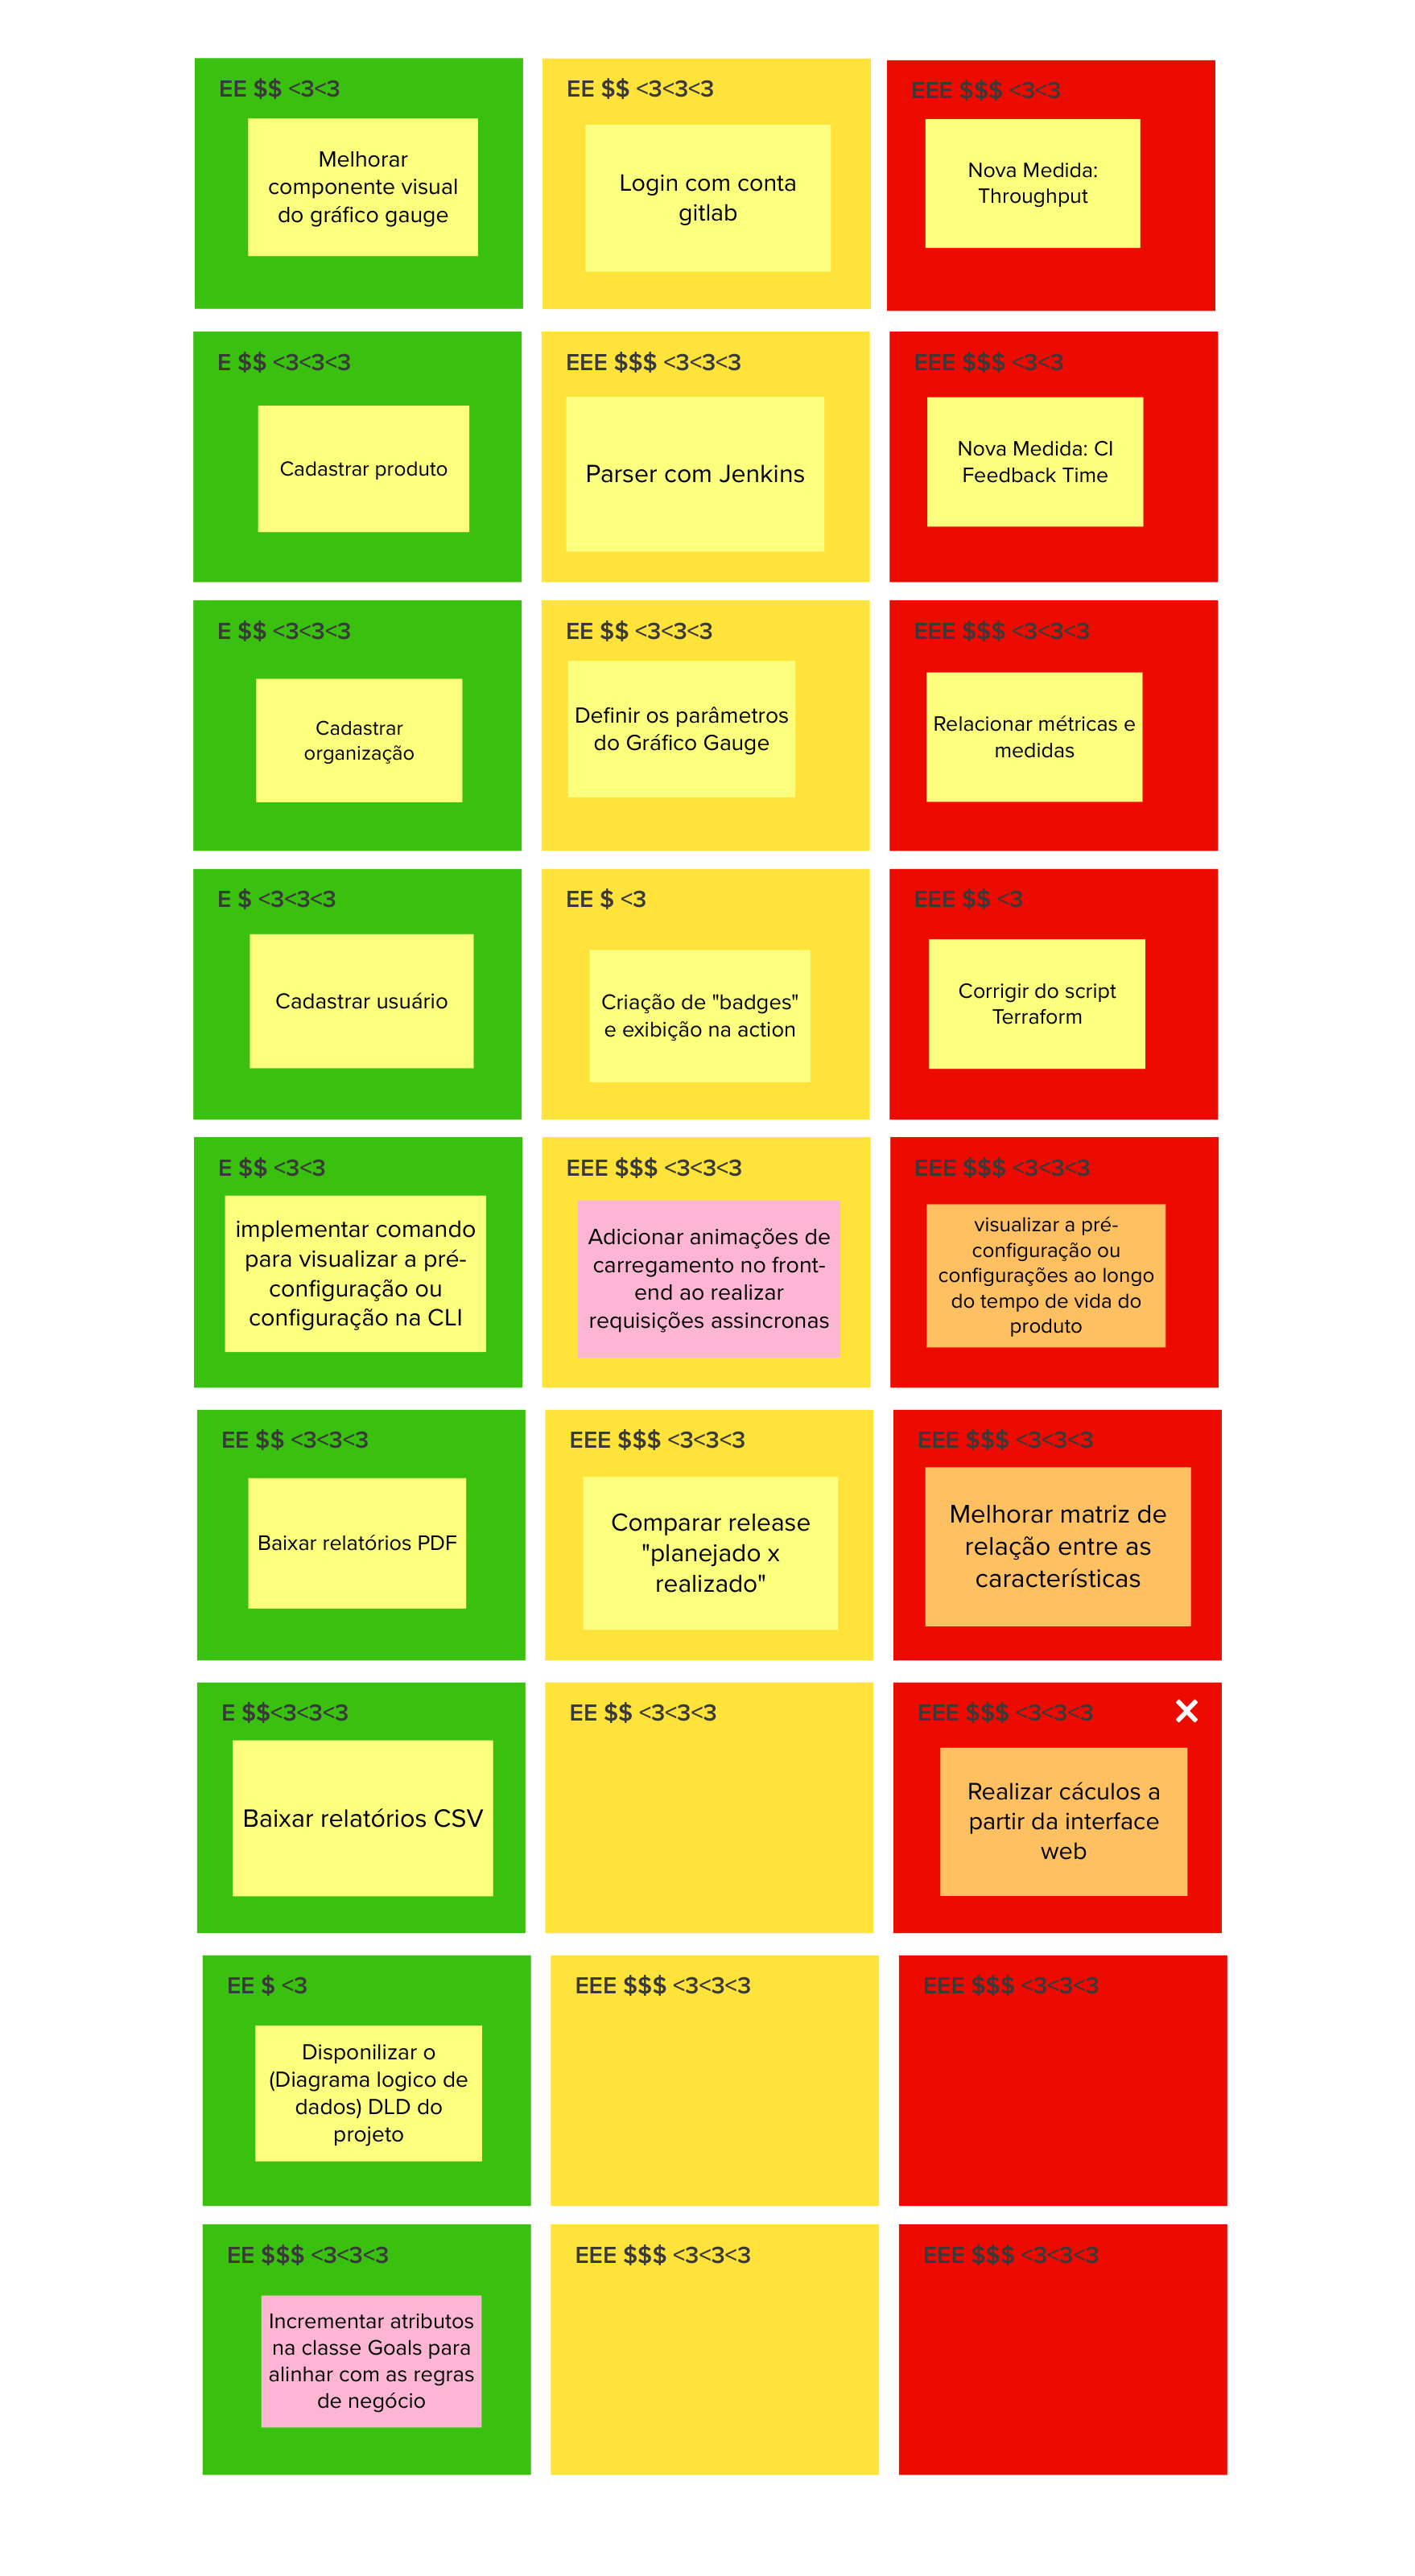 EE $$ <3<3
Melhorar
componente visual
do gráfico gauge
EE $$ <3<3<3
Login com conta
gitlab
EEE $$$ <3<3
Nova Medida:
Throughput
E $$ <3<3<3
Cadastrar produto
EEE $$$ <3<3<3
Parser com Jenkins
EEE $$$ <3<3
Nova Medida: CI
Feedback Time
E $$ <3<3<3
Cadastrar
organização
EE $$ <3<3<3
Definir os parâmetros
do Gráfico Gauge
EEE $$$ <3<3<3
Relacionar métricas e
medidas
E $ <3<3<3
Cadastrar usuário
EE $ <3
Criação de "badges"
e exibição na action
EEE $$ <3
Corrigir do script
Terraform
E $$ <3<3
implementar comando
para visualizar a pré-
configuração ou
configuração na CLI
EEE $$$ <3<3<3
Adicionar animações de
carregamento no front-
end ao realizar
requisições assincronas
EEE $$$ <3<3<3
visualizar a pré-
configuração ou
configurações ao longo
do tempo de vida do
produto
EE $$ <3<3<3
Baixar relatórios PDF
EEE $$$ <3<3<3
Comparar release
"planejado x
realizado"
EEE $$$ <3<3<3
Melhorar matriz de
relação entre as
características
E $$<3<3<3
Baixar relatórios CSV
EE $$ <3<3<3
EEE $$$ <3<3<3
Realizar cáculos a
partir da interface
web
EE $ <3
Disponilizar o
(Diagrama logico de
dados) DLD do
projeto
EEE $$$ <3<3<3
EEE $$$ <3<3<3
EE $$$ <3<3<3
Incrementar atributos
na classe Goals para
alinhar com as regras
de negócio
EEE $$$ <3<3<3
EEE $$$ <3<3<3